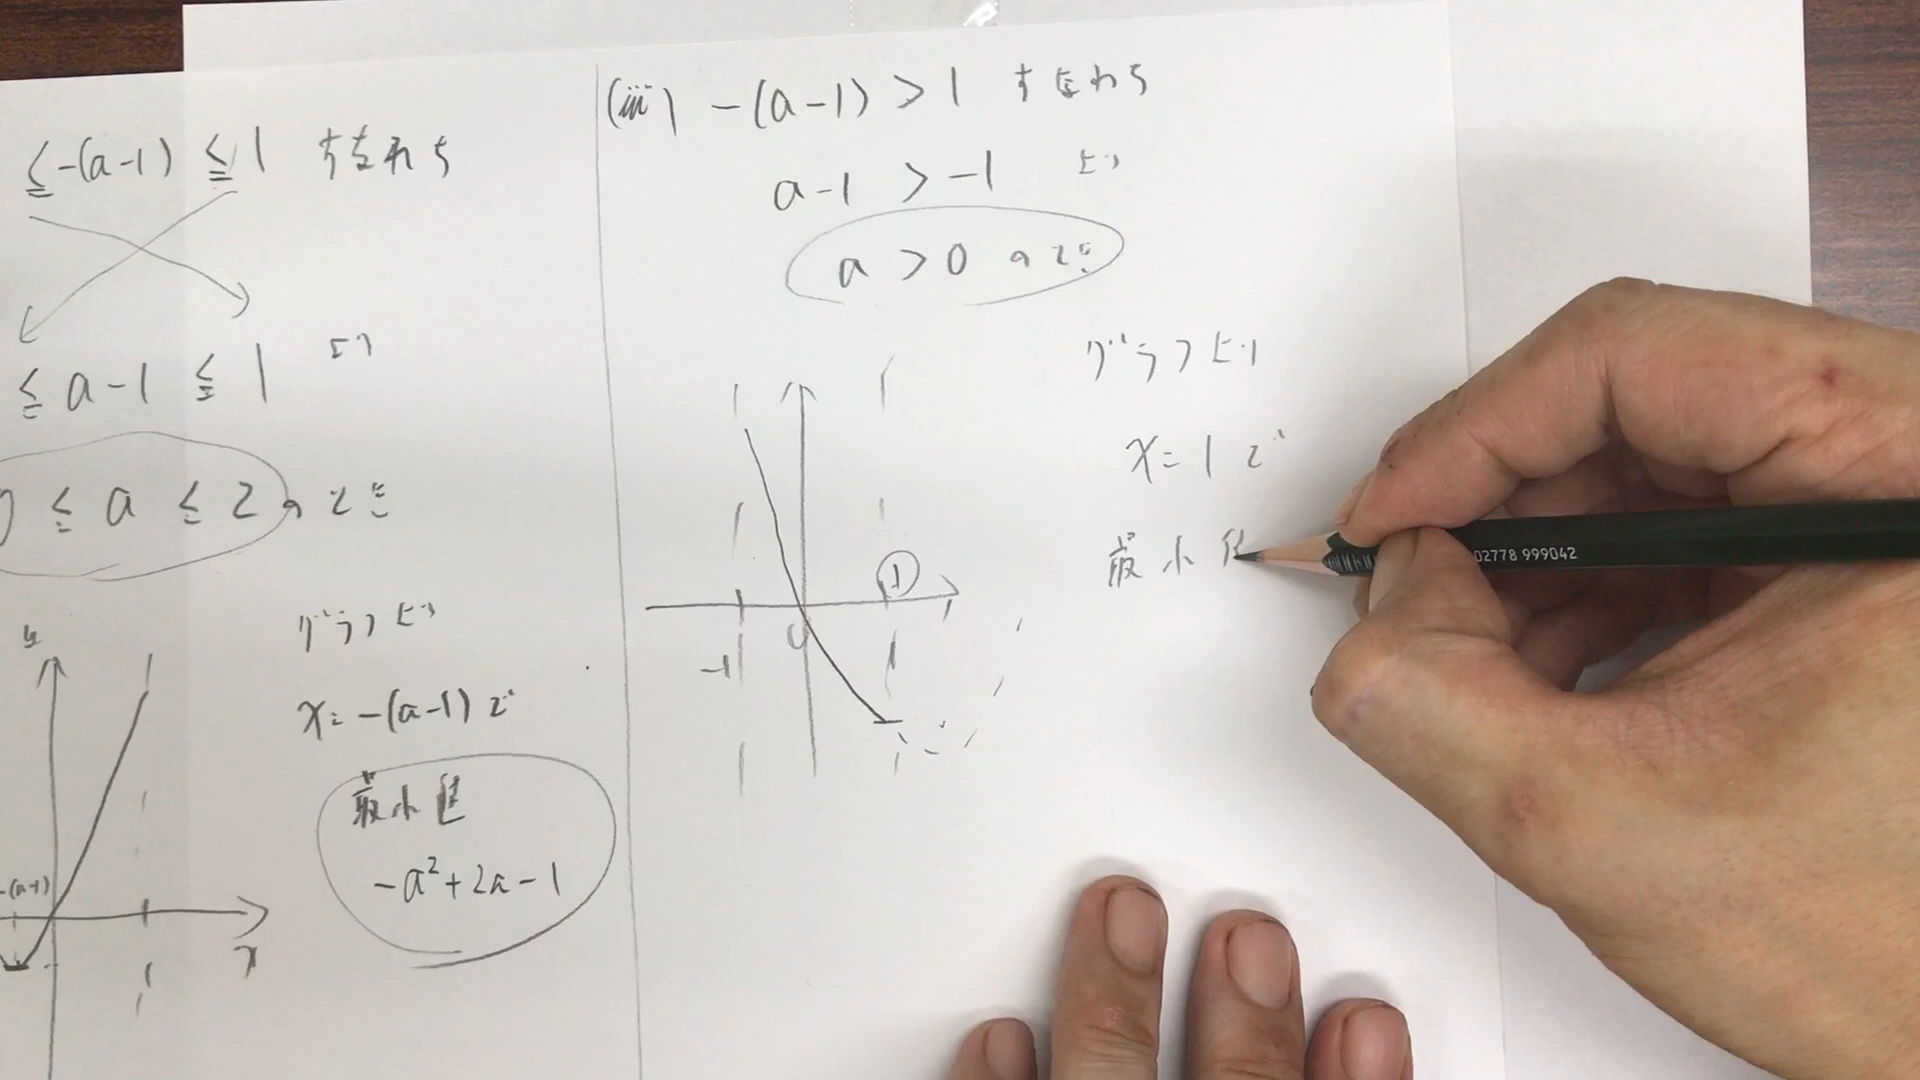 ≦-(a-1)≦1 すなわち
≦a-1≦1 より
0≦a≦2のとき
y
グラフより
x=-(a-1)で
最小値
-a²+2a-1
-(a-1)
x
1
(iii) -(a-1)>1 すなわち
a-1>-1 より
a>0のとき
グラフより
x=1で
最小値
1
0
-1
02778 999042